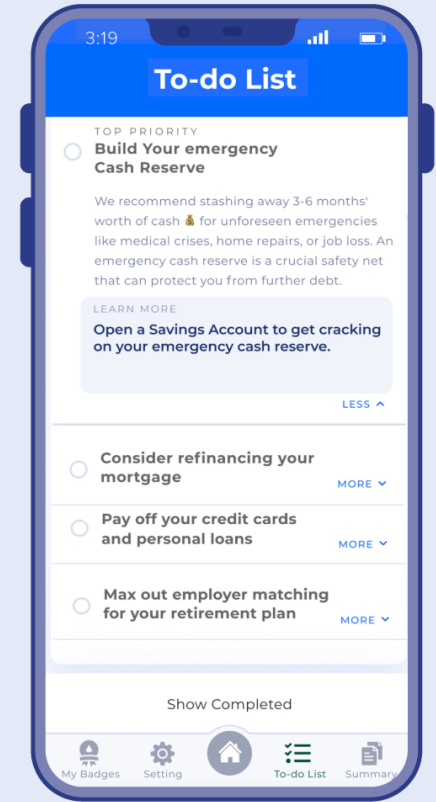 3:19
To-do List
TOP PRIORITY
Build Your emergency
Cash Reserve
We recommend stashing away 3-6 months'
worth of cash 💰 for unforeseen emergencies
like medical crises, home repairs, or job loss. An
emergency cash reserve is a crucial safety net
that can protect you from further debt.
LEARN MORE
Open a Savings Account to get cracking
on your emergency cash reserve.
LESS
Consider refinancing your
mortgage
MORE
Pay off your credit cards
and personal loans
MORE
Max out employer matching
for your retirement plan
MORE
Show Completed
My Badges
Setting
To-do List
Summary